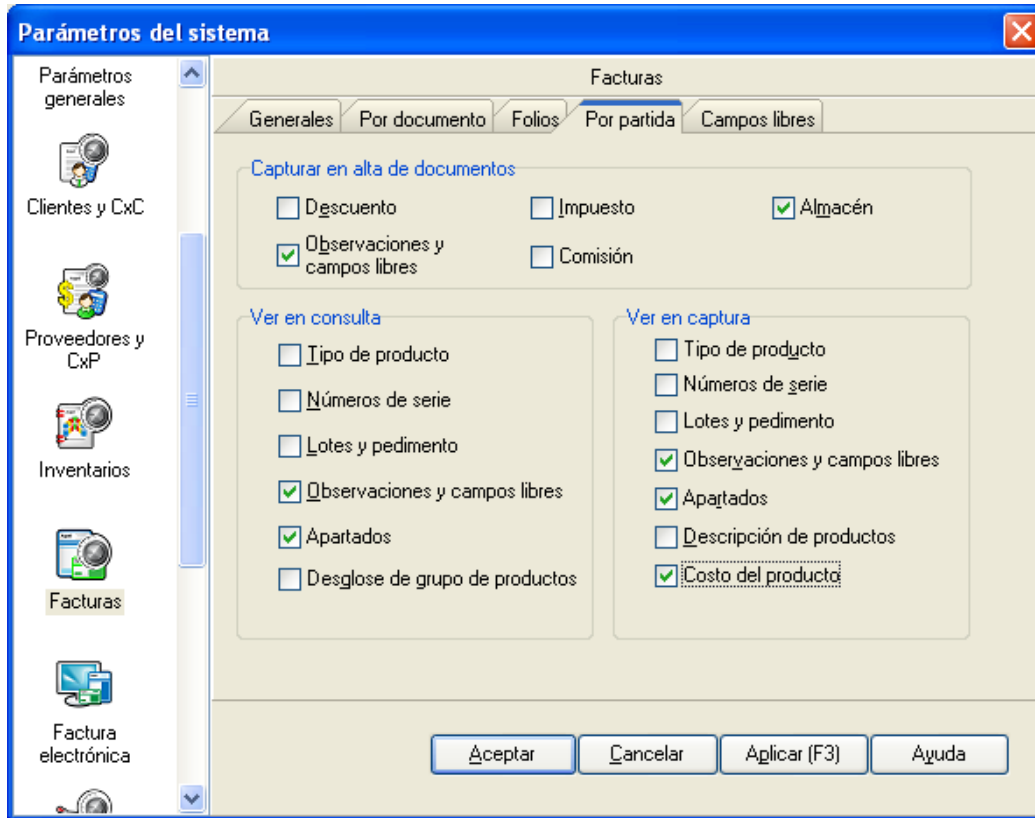 Parámetros del sistema
Parámetros
generales
Clientes y CxC
Proveedores y
CxP
Inventarios
Facturas
Factura
electrónica
Facturas
Generales
Por documento
Folios
Por partida
Campos libres
Capturar en alta de documentos
Descuento
Impuesto
Almacén
Observaciones y
campos libres
Comisión
Ver en consulta
Tipo de producto
Números de serie
Lotes y pedimento
Observaciones y campos libres
Apartados
Desglose de grupo de productos
Ver en captura
Tipo de producto
Números de serie
Lotes y pedimento
Observaciones y campos libres
Apartados
Descripción de productos
Costo del producto
Aceptar
Cancelar
Aplicar (F3)
Ayuda